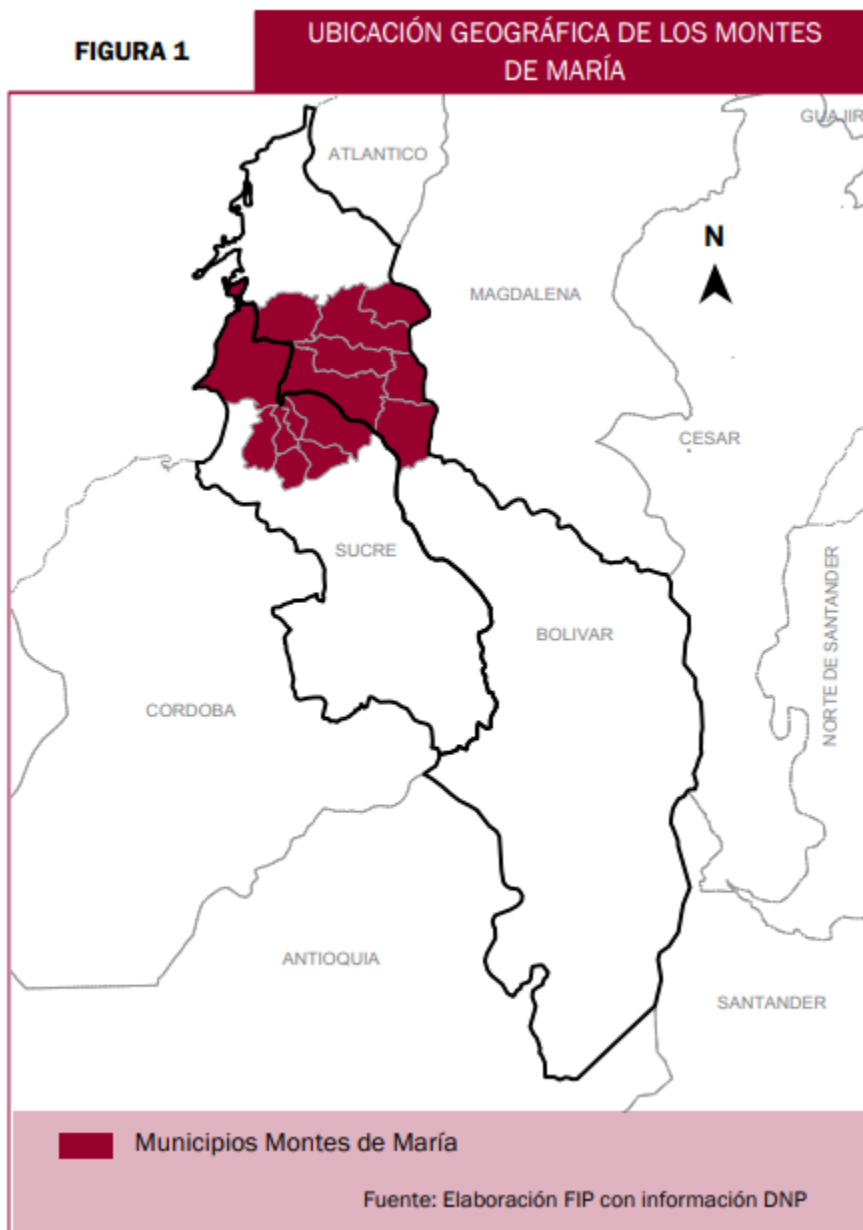 FIGURA 1
UBICACIÓN GEOGRÁFICA DE LOS MONTES
DE MARÍA
GUAJIR
ATLANTICO
N
MAGDALENA
CESAR
SUCRE
BOLIVAR
NORTE DE SANTANDER
CORDOBA
ANTIOQUIA
SANTANDER
Municipios Montes de María
Fuente: Elaboración FIP con información DNP